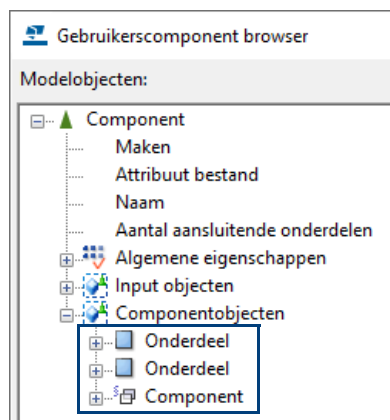 Gebruikerscomponent browser
Modelobjecten:
Component
Maken
Attribuut bestand
Naam
Aantal aansluitende onderdelen
Algemene eigenschappen
Input objecten
Componentobjecten
Onderdeel
Onderdeel
Component